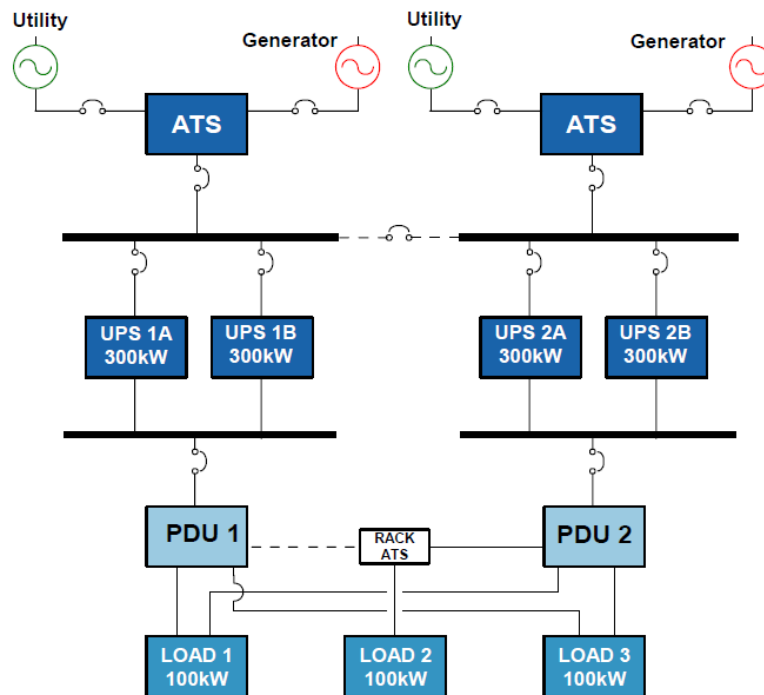 Utility
Generator
Utility
Generator
ATS
ATS
UPS 1A
300kW
UPS 1B
300kW
UPS 2A
300kW
UPS 2B
300kW
PDU 1
RACK
ATS
PDU 2
LOAD 1
100kW
LOAD 2
100kW
LOAD 3
100kW